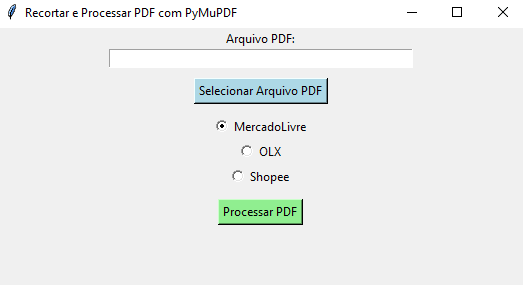 Recortar e Processar PDF com PyMuPDF
Arquivo PDF:
Selecionar Arquivo PDF
MercadoLivre
OLX
Shopee
Processar PDF